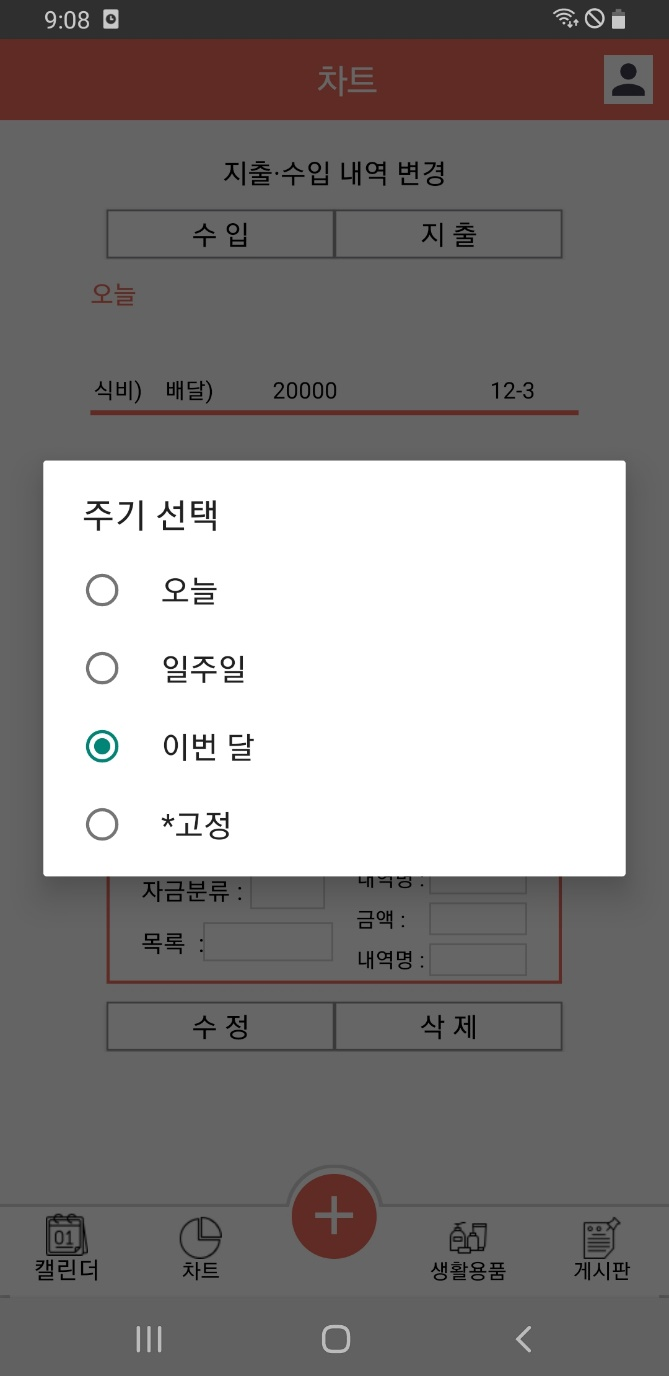 9:08
차트
지출·수입 내역 변경
수 입 지 출
오늘
식비) 배달) 20000 12-3
주기 선택
오늘
일주일
이번 달
*고정
자금분류 : 내역명 :
금액 :
목록 :
내역명 :
수 정 삭 제
01
캘린더 차트 생활용품 게시판